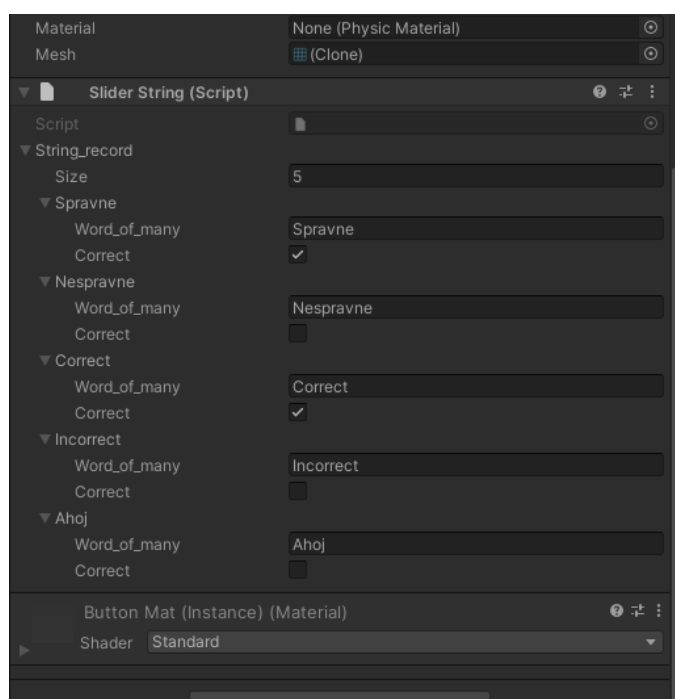 Material None (Physic Material)
Mesh (Clone)
Slider String (Script)
Script
String_record
Size 5
Spravne
Word_of_many Spravne
Correct
Nespravne
Word_of_many Nespravne
Correct
Correct
Word_of_many Correct
Correct
Incorrect
Word_of_many Incorrect
Correct
Ahoj
Word_of_many Ahoj
Correct
Button Mat (Instance) (Material)
Shader Standard